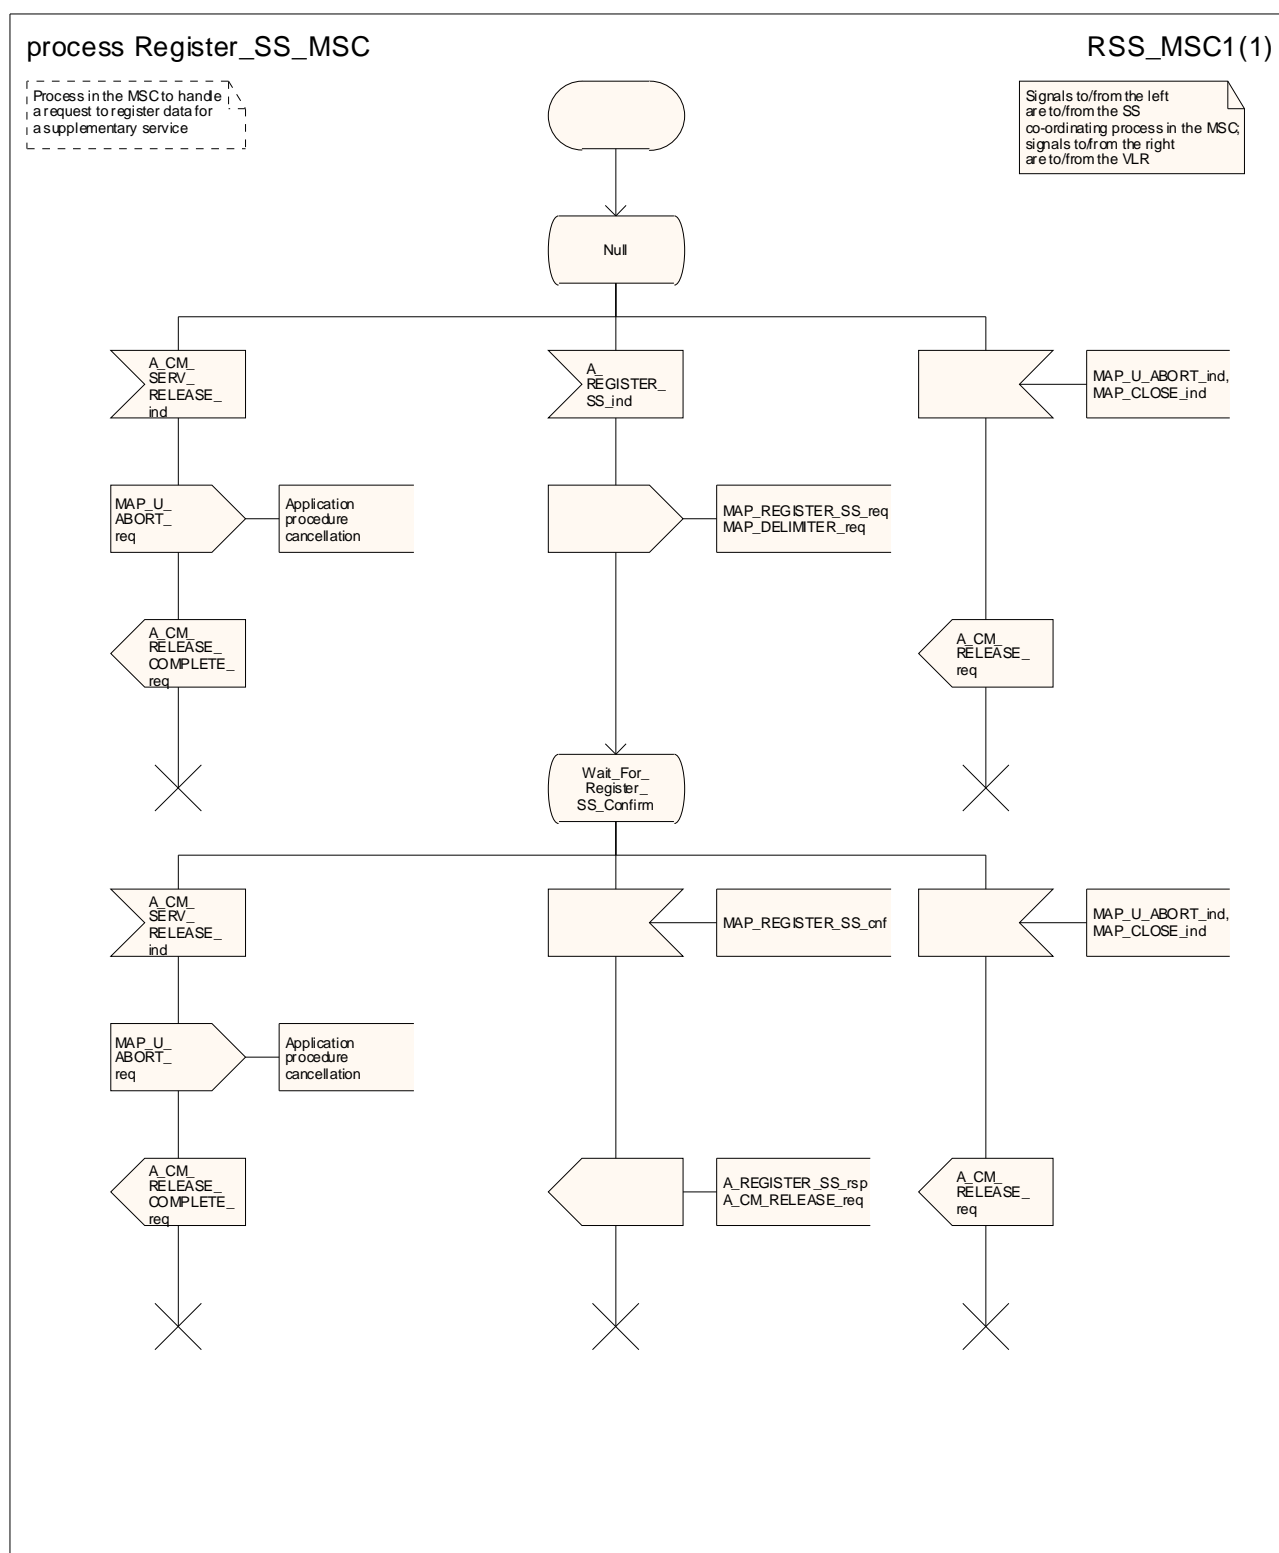 process Register_SS_MSC
RSS_MSC1(1)
Process in the MSC to handle
a request to register data for
a supplementary service
Signals to/from the left
are to/from the SS
co-ordinating process in the MSC;
signals to/from the right
are to/from the VLR
Null
A_CM_
SERV_
RELEASE_
ind
A_
REGISTER_
SS_ind
MAP_U_ABORT_ind,
MAP_CLOSE_ind
MAP_U_
ABORT_
req
Application
procedure
cancellation
MAP_REGISTER_SS_req
MAP_DELIMITER_req
A_CM_
RELEASE_
COMPLETE_
req
A_CM_
RELEASE_
req
Wait_For_
Register_
SS_Confirm
A_CM_
SERV_
RELEASE_
ind
MAP_REGISTER_SS_cnf
MAP_U_ABORT_ind,
MAP_CLOSE_ind
MAP_U_
ABORT_
req
Application
procedure
cancellation
A_CM_
RELEASE_
COMPLETE_
req
A_REGISTER_SS_rsp
A_CM_RELEASE_req
A_CM_
RELEASE_
req